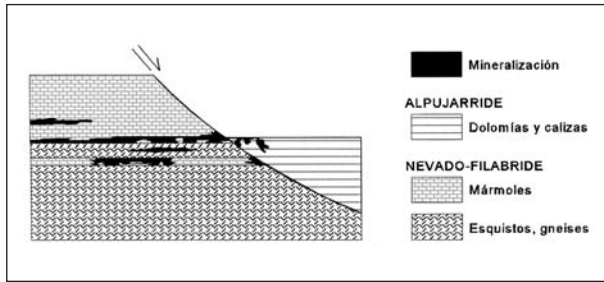 Mineralización
ALPUJARRIDE
Dolomías y calizas
NEVADO-FILABRIDE
Mármoles
Esquistos, gneises